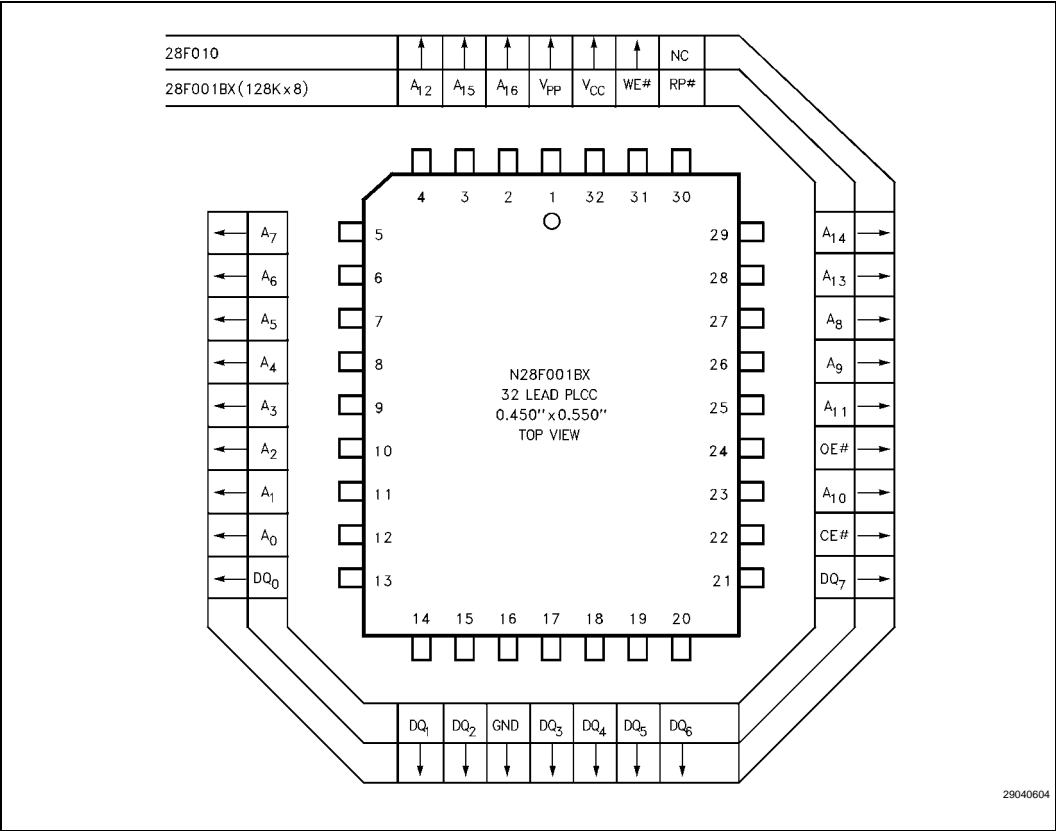 28F010 NC
28F001BX(128Kx8) A12 A15 A16 VPP VCC WE# RP#
4 3 2 1 32 31 30
A7 5 29 A14
A6 6 28 A13
A5 7 27 A8
A4 8 26 A9
A3 9 25 A11
A2 10 24 OE#
A1 11 23 A10
A0 12 22 CE#
DQ0 13 21 DQ7
N28F001BX
32 LEAD PLCC
0.450"x0.550"
TOP VIEW
14 15 16 17 18 19 20
DQ1 DQ2 GND DQ3 DQ4 DQ5 DQ6
29040604